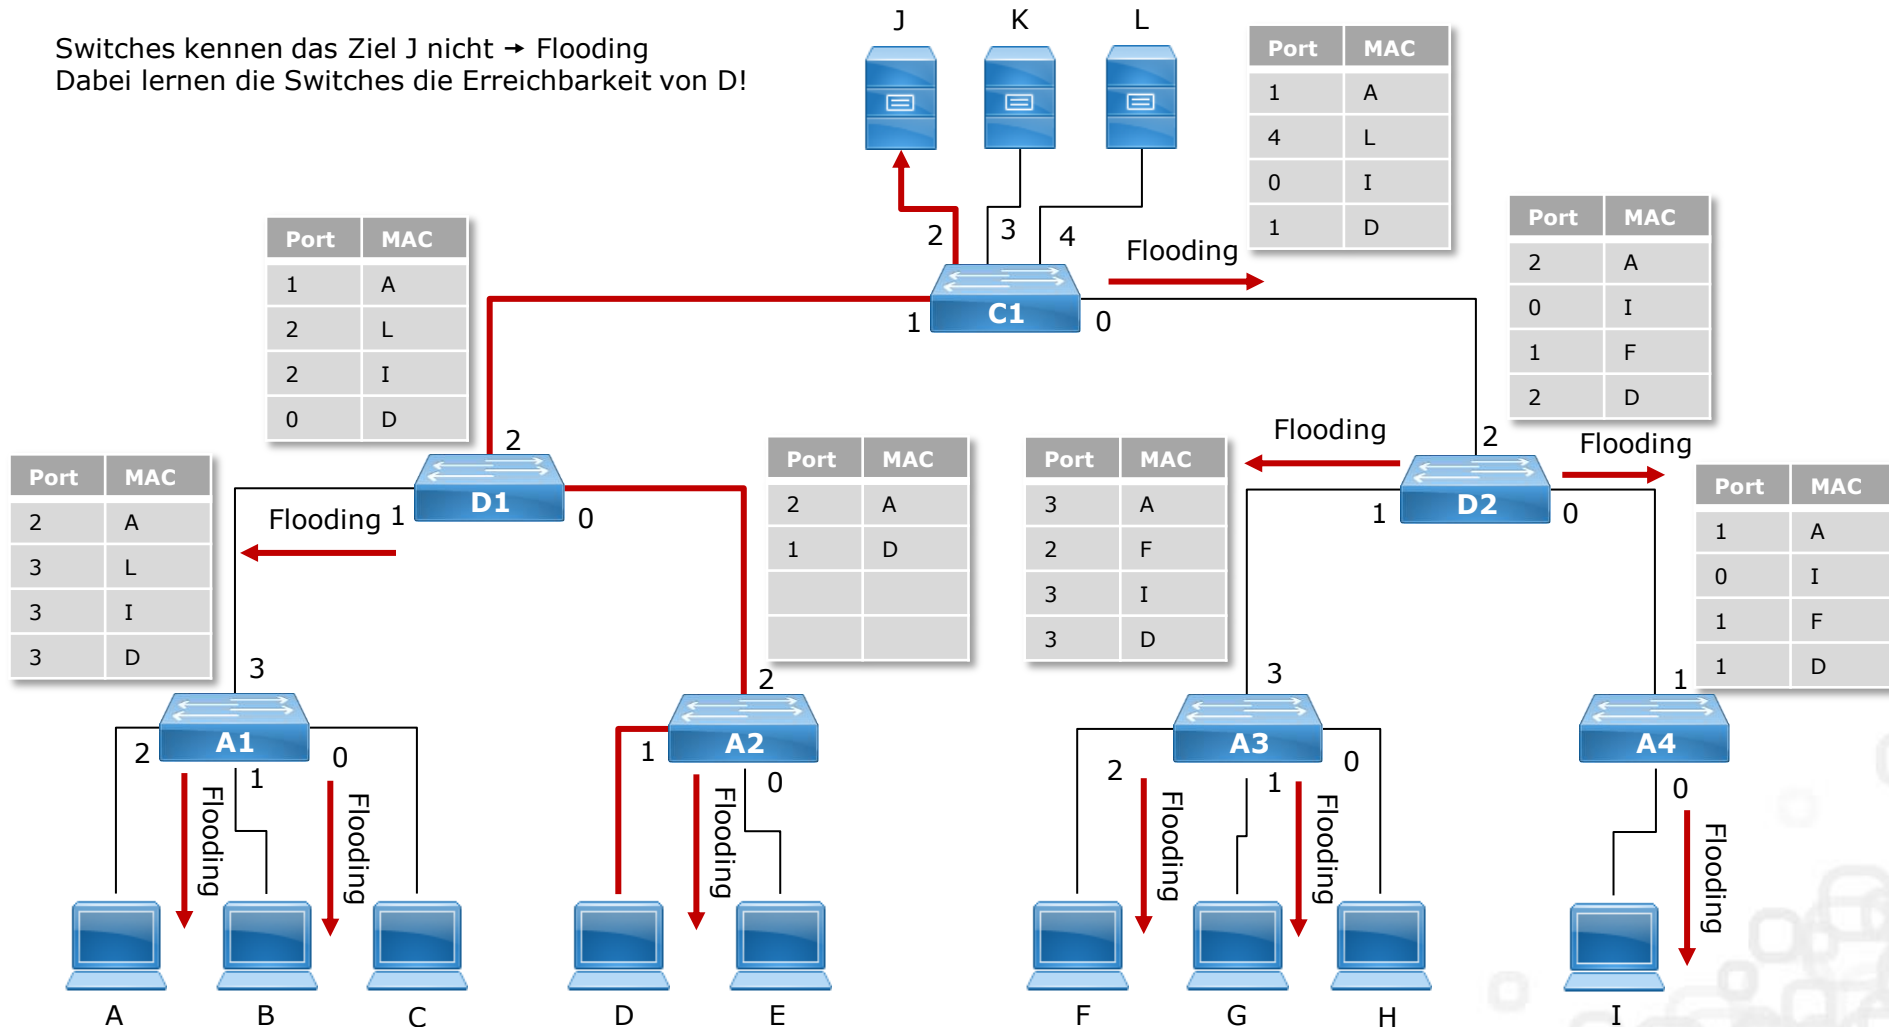 Switches kennen das Ziel J nicht → Flooding
Dabei lernen die Switches die Erreichbarkeit von D!
J K L
Port MAC
1 A
4 L
0 I
1 D
2 3 4
Flooding
C1
1 0
Port MAC
1 A
2 L
2 I
0 D
Port MAC
2 A
0 I
1 F
2 D
2
D1
Flooding 1 0
Port MAC
2 A
3 L
3 I
3 D
Port MAC
2 A
1 D
Port MAC
3 A
2 F
3 I
3 D
Flooding 2 Flooding
D2
1 0
Port MAC
1 A
0 I
1 F
1 D
3
A1
2 1 0
Flooding Flooding
2
A2
1 0
Flooding
3
A3
2 1 0
Flooding Flooding
1
A4
0
Flooding
A B C D E F G H I